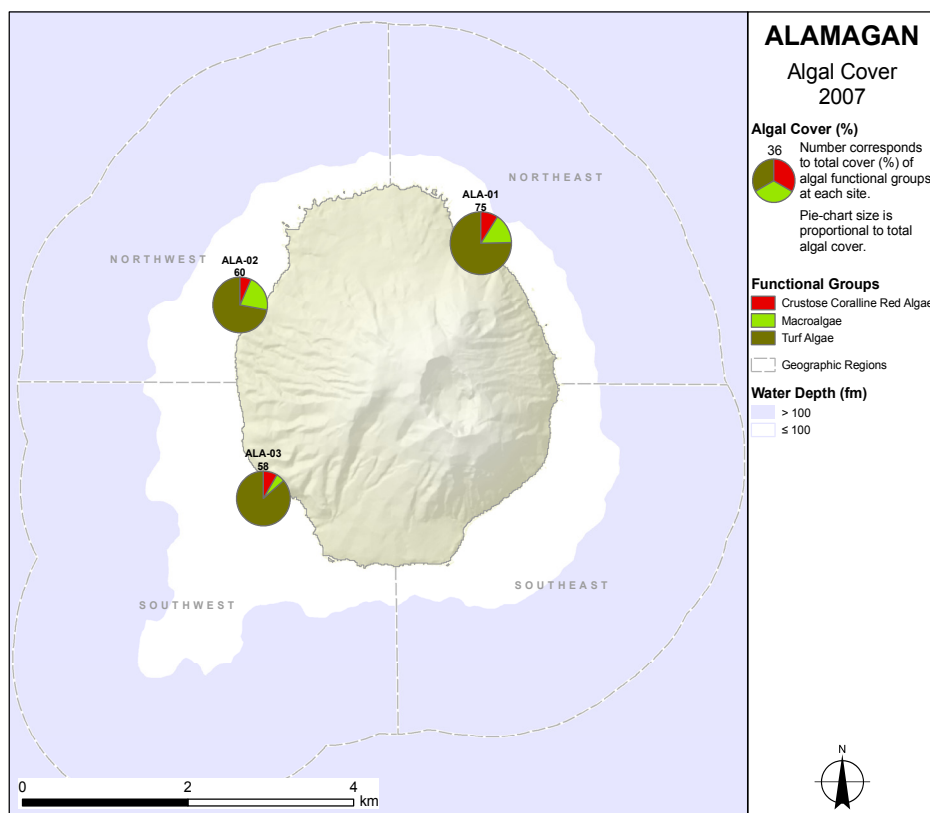 ALAMAGAN
Algal Cover
2007
Algal Cover (%)
36
Number corresponds
to total cover (%) of
algal functional groups
at each site.
Pie-chart size is
proportional to total
algal cover.
Functional Groups
Crustose Coralline Red Algae
Macroalgae
Turf Algae
Geographic Regions
Water Depth (fm)
> 100
≤ 100
N
NORTHEAST
ALA-01
75
NORTHWEST
ALA-02
60
ALA-03
58
SOUTHEAST
SOUTHWEST
0 2 4
km